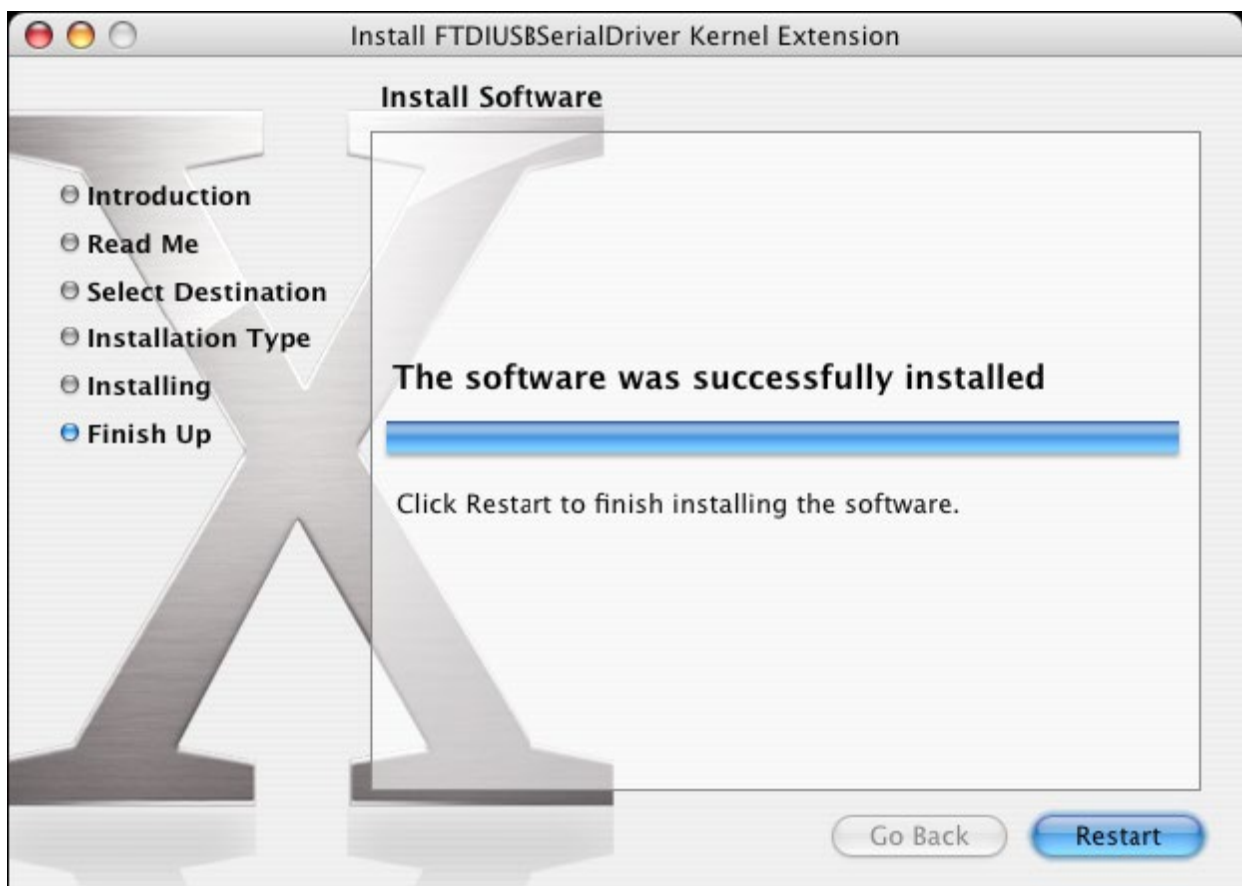 Install FTDIUSBSerialDriver Kernel Extension
Install Software
Introduction
Read Me
Select Destination
Installation Type
Installing
Finish Up
The software was successfully installed
Click Restart to finish installing the software.
Go Back
Restart